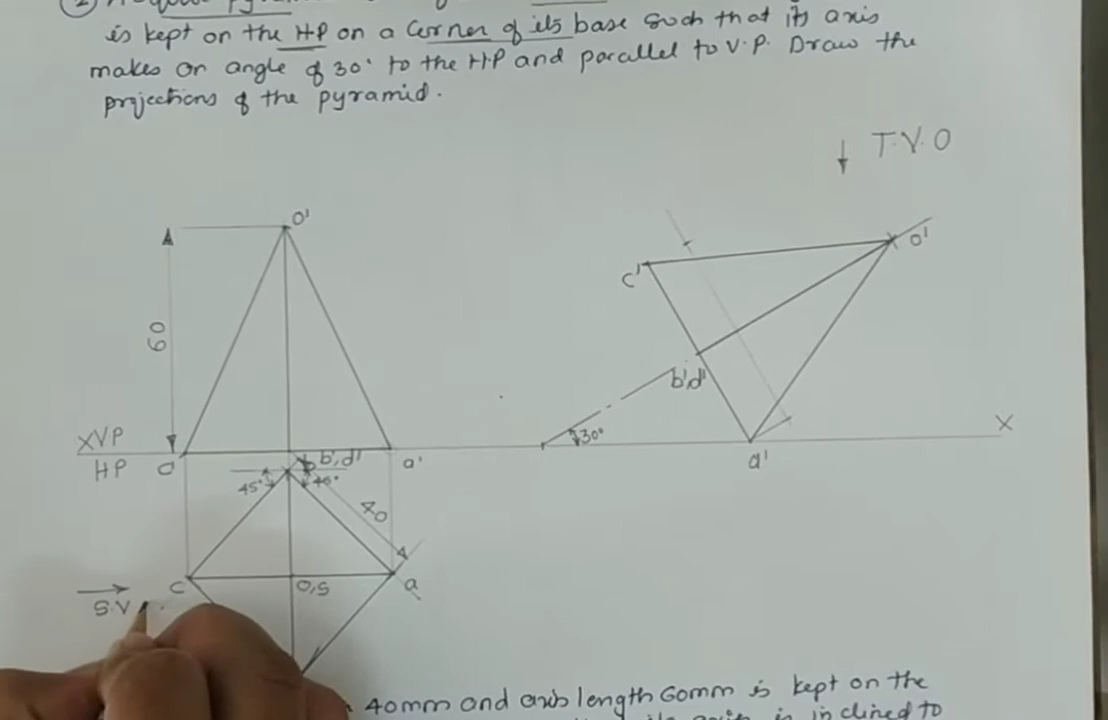 is kept on the HP on a corner of its base such that its axis
makes an angle of 30° to the H.P and parallel to V.P. Draw the
projections of the pyramid.
↓ T.V.O
O'
O'
c'
60
b',d'
30°
X
XVP
HP
c'
b',d'
a'
a'
45°
45°
40
c
O,S
a
S.V
40mm and axis length 60mm is kept on the
is inclined to